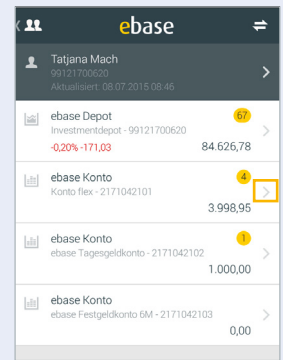 ebase
Tatjana Mach
99121700620
Aktualisiert: 08.07.2015 08:46
ebase Depot
67
Investmentdepot - 99121700620
-0,20% -171,03
84.626,78
ebase Konto
4
Konto flex - 2171042101
3.998,95
ebase Konto
1
ebase Tagesgeldkonto - 2171042102
1.000,00
ebase Konto
ebase Festgeldkonto 6M - 2171042103
0,00